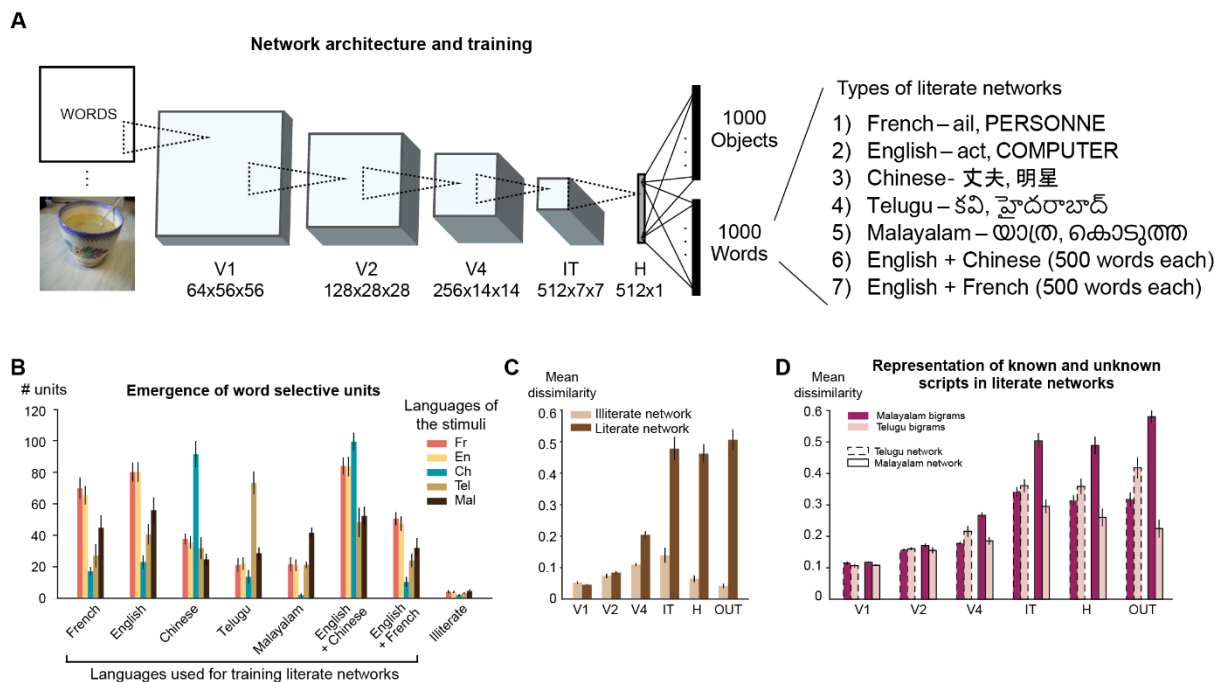 A
Network architecture and training
WORDS
V1
64x56x56
V2
128x28x28
V4
256x14x14
IT
512x7x7
H
512x1
1000
Objects
1000
Words
Types of literate networks
1) French – ail, PERSONNE
2) English – act, COMPUTER
3) Chinese- 丈夫, 明星
4) Telugu – కవి, హైదరాబాద్
5) Malayalam – യാത്ര, കൊടുത്ത
6) English + Chinese (500 words each)
7) English + French (500 words each)
B
# units
Emergence of word selective units
Languages of
the stimuli
Fr
En
Ch
Tel
Mal
120
100
80
60
40
20
0
French
English
Chinese
Telugu
Malayalam
English
+ Chinese
English
+ French
Illiterate
Languages used for training literate networks
C
Mean
dissimilarity
Illiterate network
Literate network
0.6
0.5
0.4
0.3
0.2
0.1
0
V1 V2 V4 IT H OUT
D
Representation of known and unknown
scripts in literate networks
Mean
dissimilarity
Malayalam bigrams
Telugu bigrams
Telugu network
Malayalam network
0.6
0.5
0.4
0.3
0.2
0.1
0
V1 V2 V4 IT H OUT